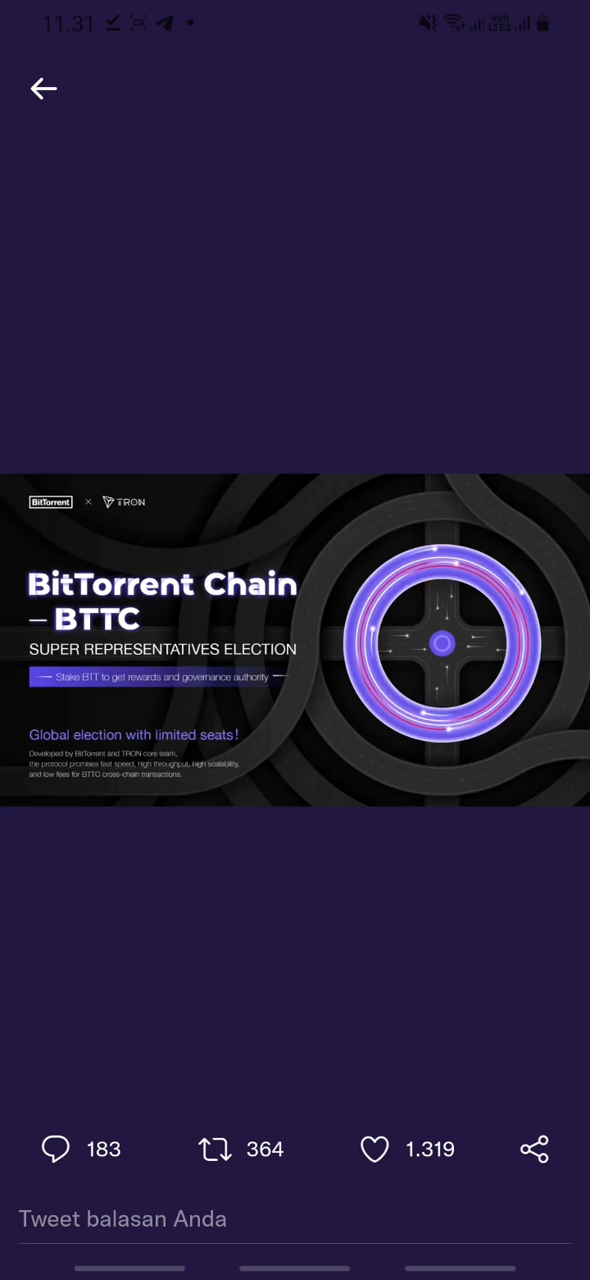 11.31
VoLTE2
BitTorrent × TRON
BitTorrent Chain
– BTTC
SUPER REPRESENTATIVES ELECTION
Stake BTT to get rewards and governance authority
Global election with limited seats!
Developed by BitTorrent and TRON core team,
the protocol promises fast speed, high throughput, high scalability,
and low fees for BTTC cross-chain transactions.
183 364 1.319
Tweet balasan Anda